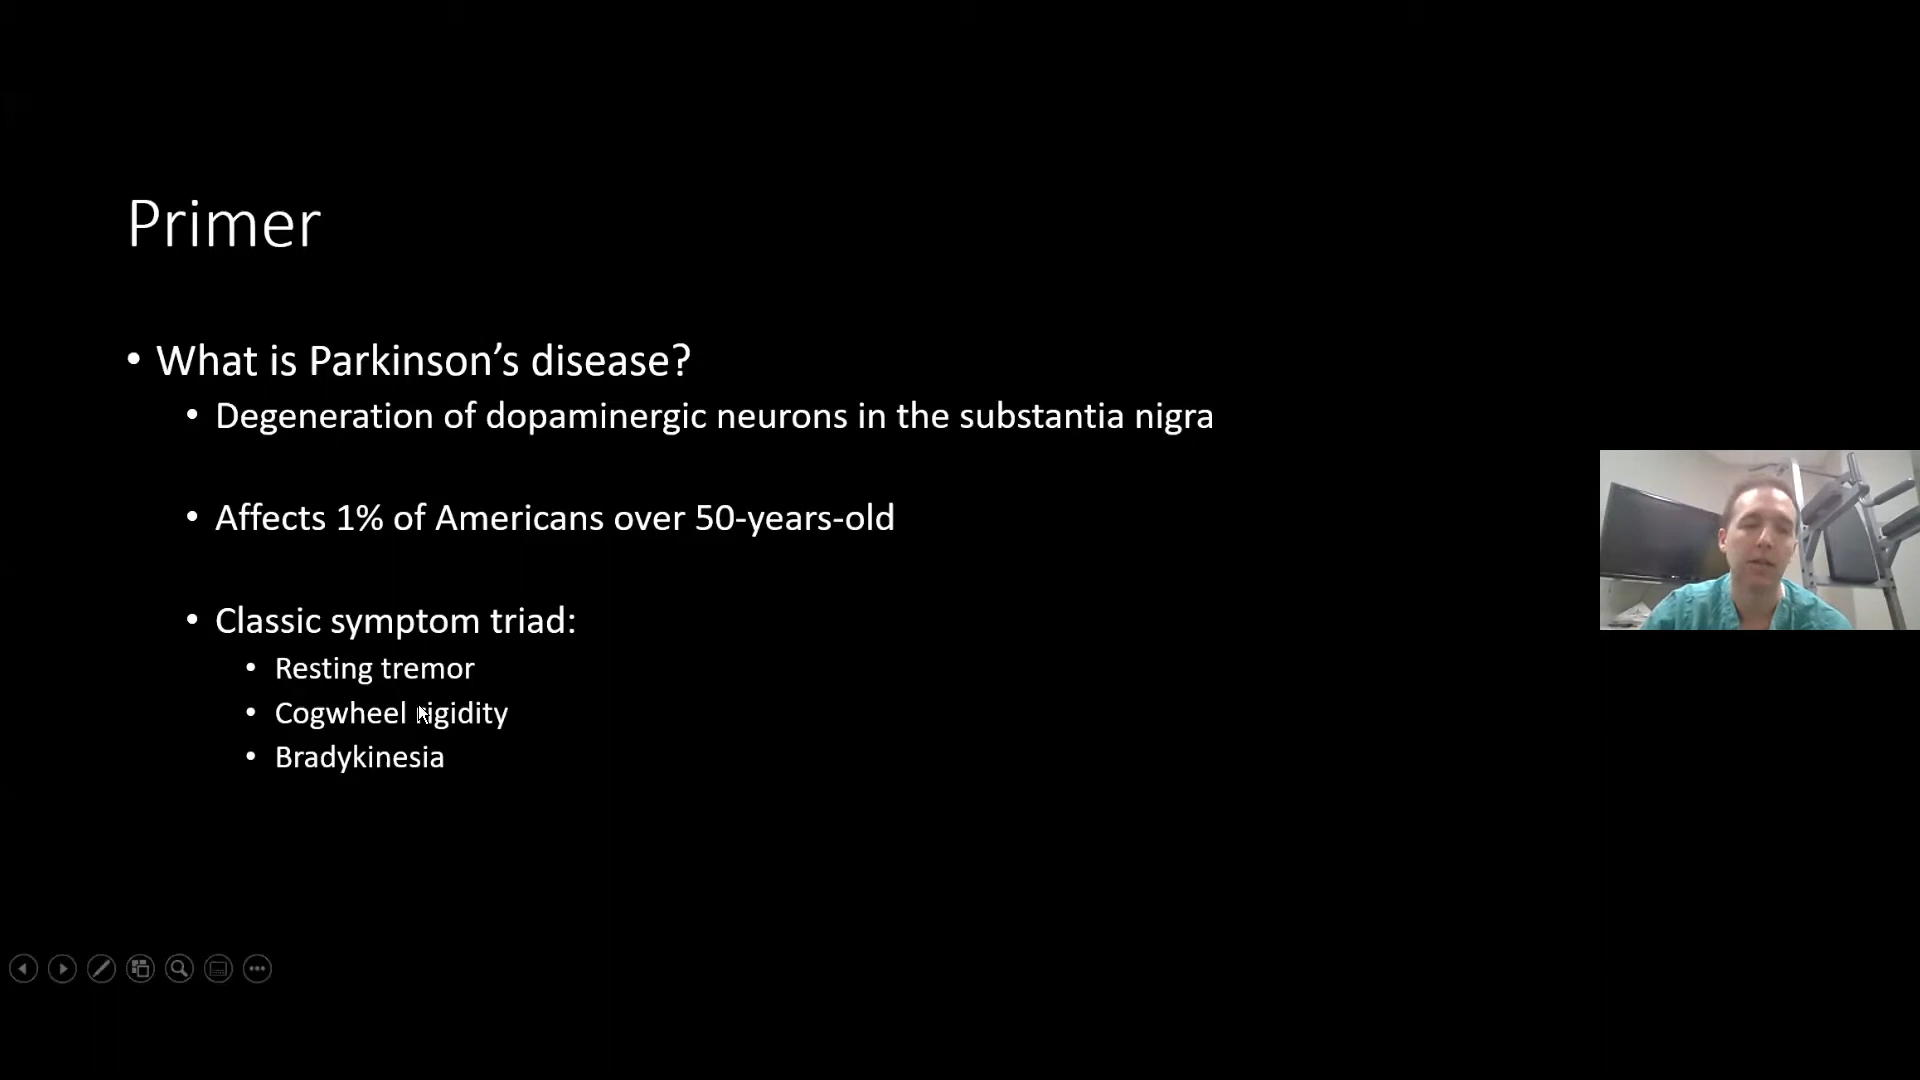 Primer
• What is Parkinson’s disease?
• Degeneration of dopaminergic neurons in the substantia nigra
• Affects 1% of Americans over 50-years-old
• Classic symptom triad:
• Resting tremor
• Cogwheel rigidity
• Bradykinesia